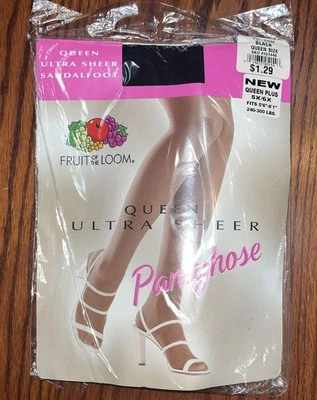 QUEEN
ULTRA SHEER
SANDALFOOT
BLACK
QUEEN SIZE
$1.29
NEW
QUEEN PLUS
5X/6X
FITS 5'6"-6'1"
240-300 Lbs.
FRUIT OF THE LOOM®
QUEEN
ULTRA SHEER
Pantyhose